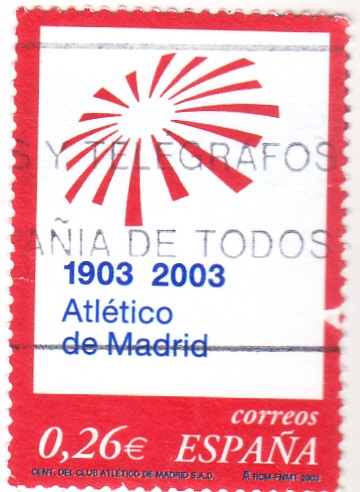 S Y TELEGRAFOS
AÑIA DE TODOS
1903 2003
Atlético
de Madrid
correos
0,26€ ESPAÑA
CENT. DEL CLUB ATLÉTICO DE MADRID S.A.D. RCM-FNMT-2003